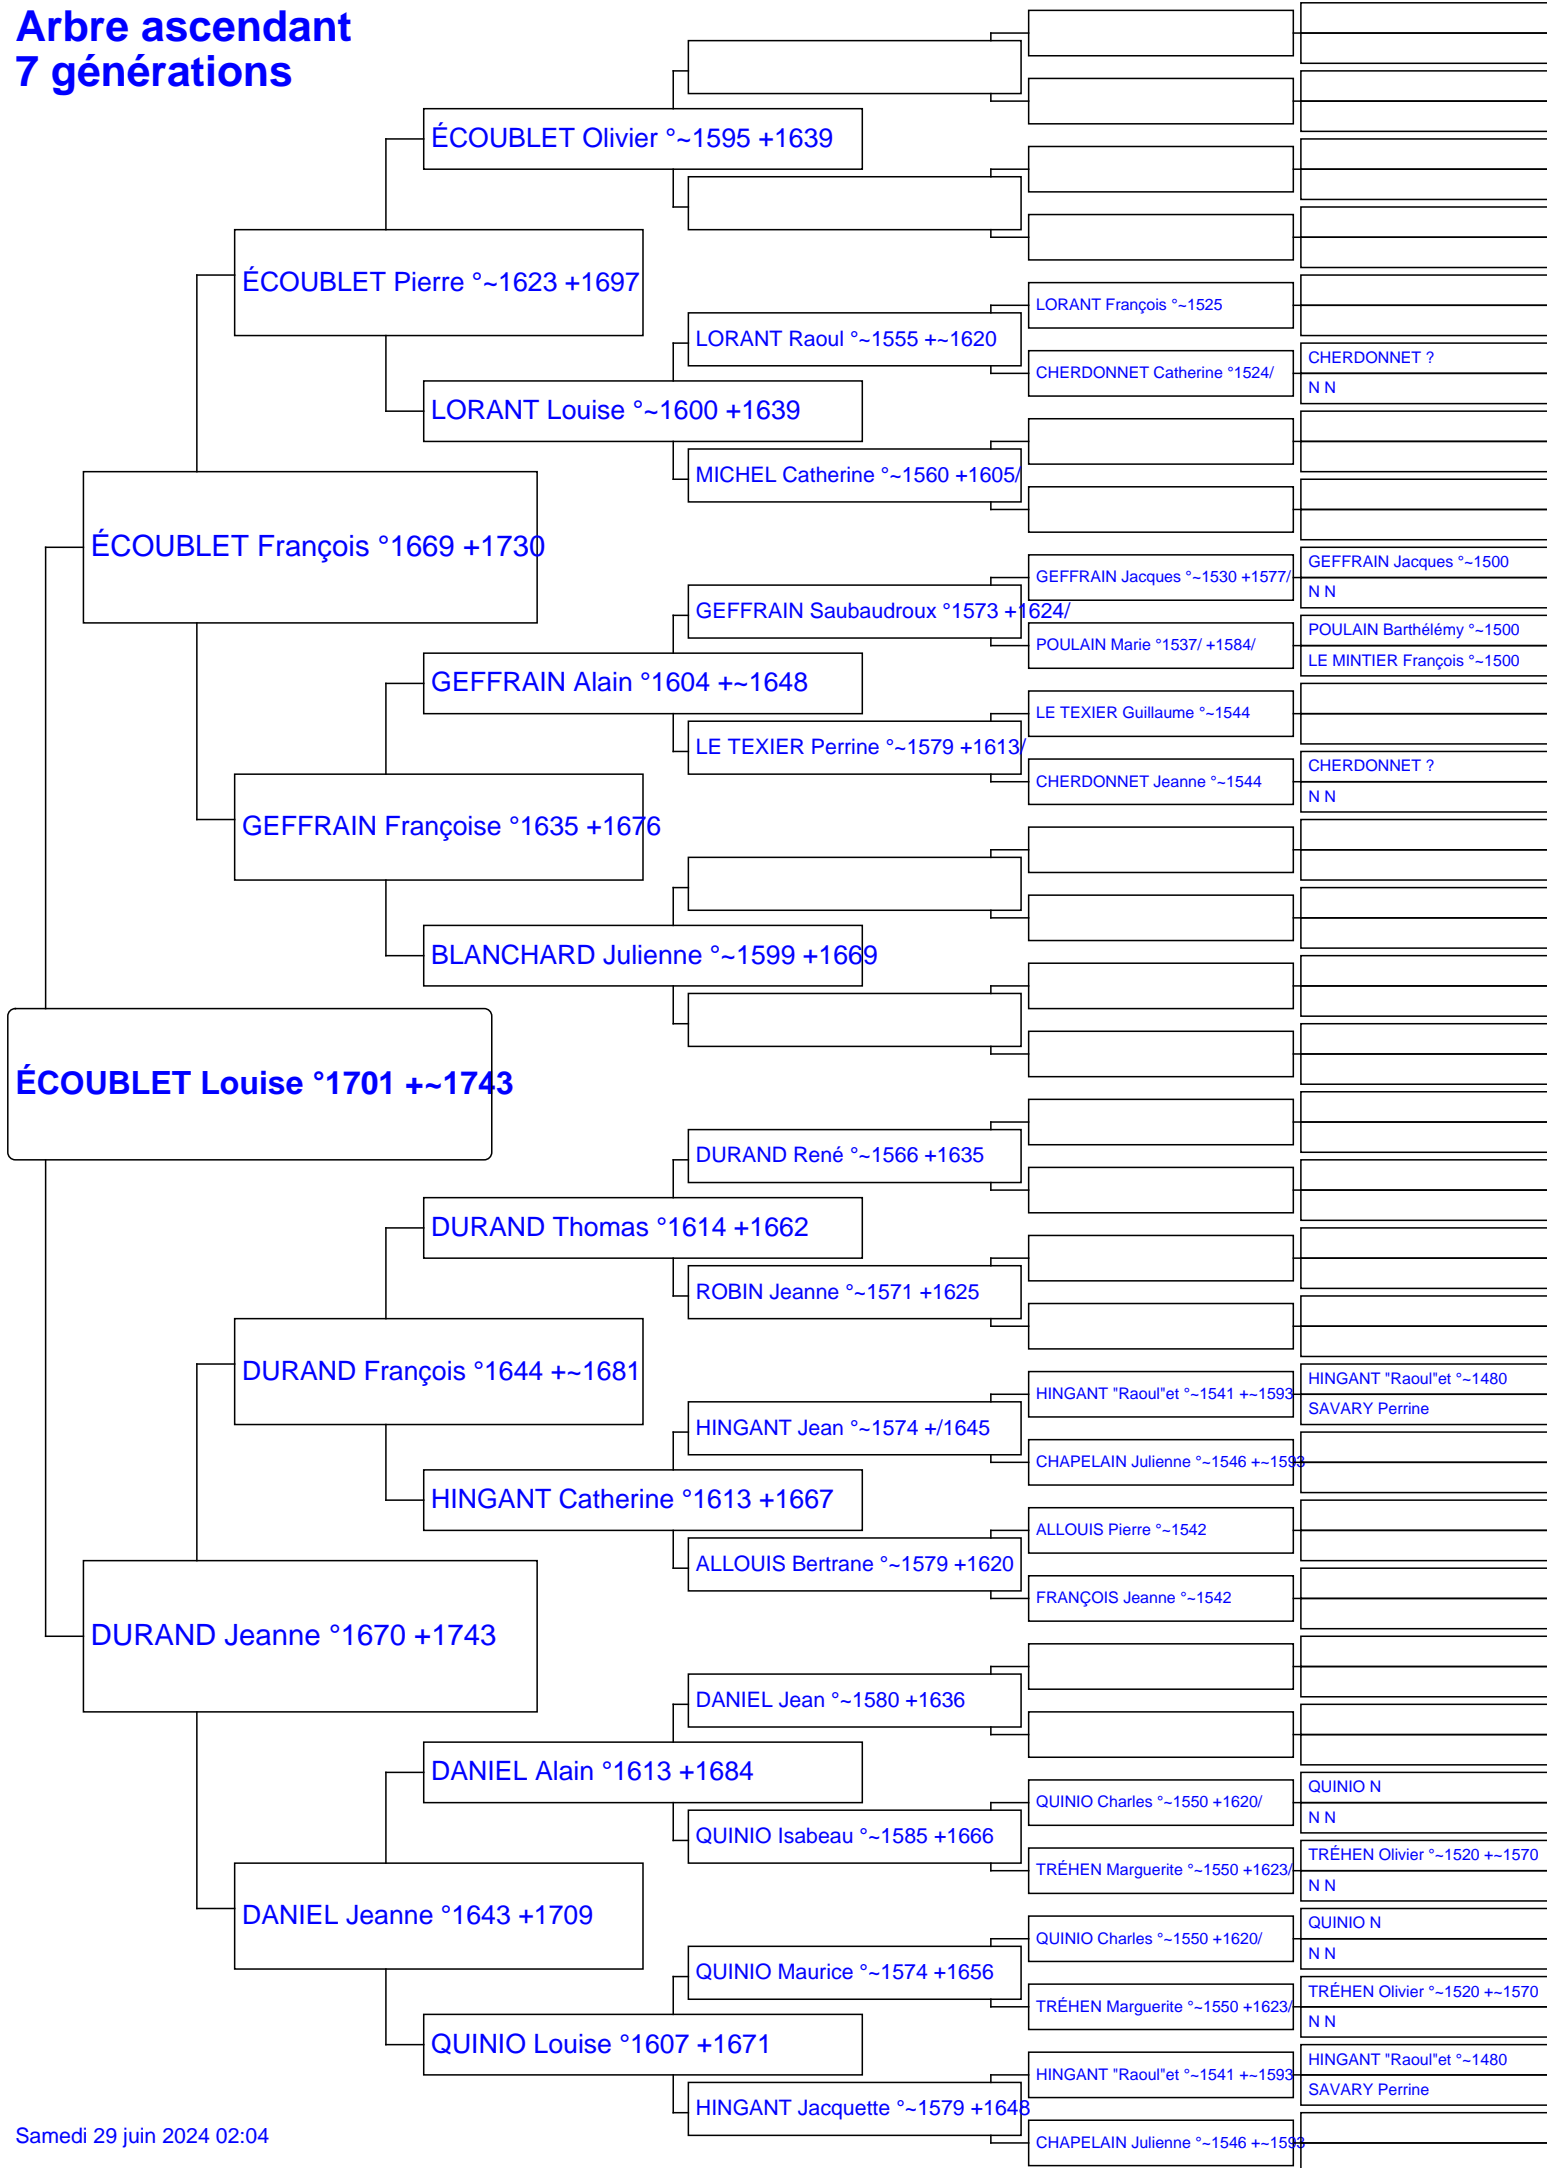 Arbre ascendant
7 générations
ÉCOUBLET Olivier °~1595 +1639
ÉCOUBLET Pierre °~1623 +1697
LORANT François °~1525
LORANT Raoul °~1555 +~1620
CHERDONNET ?
CHERDONNET Catherine °1524/
N N
LORANT Louise °~1600 +1639
MICHEL Catherine °~1560 +1605/
ÉCOUBLET François °1669 +1730
GEFFRAIN Jacques °~1500
GEFFRAIN Jacques °~1530 +1577/
N N
GEFFRAIN Saubaudroux °1573 +1624/
POULAIN Barthélémy °~1500
POULAIN Marie °1537/ +1584/
LE MINTIER François °~1500
GEFFRAIN Alain °1604 +~1648
LE TEXIER Guillaume °~1544
LE TEXIER Perrine °~1579 +1613/
CHERDONNET ?
CHERDONNET Jeanne °~1544
N N
GEFFRAIN Françoise °1635 +1676
BLANCHARD Julienne °~1599 +1669
ÉCOUBLET Louise °1701 +~1743
DURAND René °~1566 +1635
DURAND Thomas °1614 +1662
ROBIN Jeanne °~1571 +1625
DURAND François °1644 +~1681
HINGANT "Raoul"et °~1480
HINGANT "Raoul"et °~1541 +~1593
SAVARY Perrine
HINGANT Jean °~1574 +/1645
CHAPELAIN Julienne °~1546 +~1593
HINGANT Catherine °1613 +1667
ALLOUIS Pierre °~1542
ALLOUIS Bertrane °~1579 +1620
FRANÇOIS Jeanne °~1542
DURAND Jeanne °1670 +1743
DANIEL Jean °~1580 +1636
DANIEL Alain °1613 +1684
QUINIO N
QUINIO Charles °~1550 +1620/
N N
QUINIO Isabeau °~1585 +1666
TRÉHEN Olivier °~1520 +~1570
TRÉHEN Marguerite °~1550 +1623/
N N
DANIEL Jeanne °1643 +1709
QUINIO N
QUINIO Charles °~1550 +1620/
N N
QUINIO Maurice °~1574 +1656
TRÉHEN Olivier °~1520 +~1570
TRÉHEN Marguerite °~1550 +1623/
N N
QUINIO Louise °1607 +1671
HINGANT "Raoul"et °~1480
HINGANT "Raoul"et °~1541 +~1593
SAVARY Perrine
HINGANT Jacquette °~1579 +1648
CHAPELAIN Julienne °~1546 +~1593
Samedi 29 juin 2024 02:04